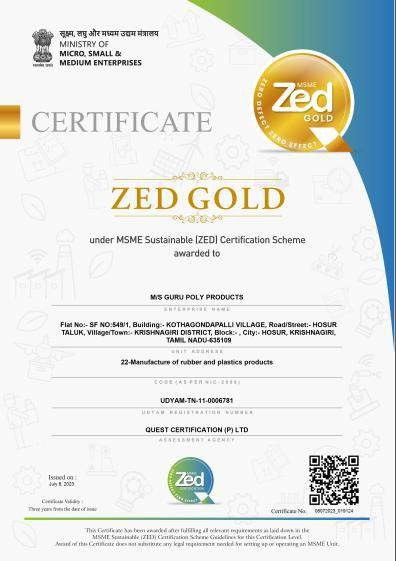 सूक्ष्म, लघु और मध्यम उद्यम मंत्रालय
MINISTRY OF
MICRO, SMALL &
MEDIUM ENTERPRISES
ZERO DEFECT ZERO EFFECT
MSME
Zed
GOLD
CERTIFICATE
ZED GOLD
under MSME Sustainable (ZED) Certification Scheme
awarded to
M/S GURU POLY PRODUCTS
ENTERPRISE NAME
Flat No:- SF NO:549/1, Building:- KOTHAGONDAPALLI VILLAGE, Road/Street:- HOSUR
TALUK, Village/Town:- KRISHNAGIRI DISTRICT, Block:- , City:- HOSUR, KRISHNAGIRI,
TAMIL NADU-635109
UNIT ADDRESS
22-Manufacture of rubber and plastics products
CODE (AS PER NIC-2008)
UDYAM-TN-11-0006781
UDYAM REGISTRATION NUMBER
QUEST CERTIFICATION (P) LTD
ASSESSMENT AGENCY
Issued on :
July 8, 2023
Zed
Certificate Validity :
Three years from the date of issue
Certificate No.
This Certificate has been awarded after fulfilling all relevant requirements as laid down in the
MSME Sustainable (ZED) Certification Scheme Guidelines for this Certification Level.
Award of this Certificate does not substitute any legal requirement needed for setting up or operating an MSME Unit.